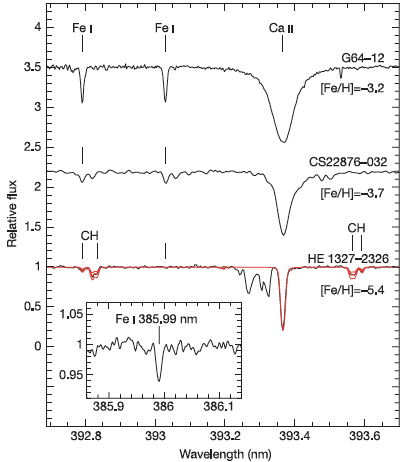 Fe I Fe I Ca II
4
G64–12
3.5
[Fe/H]=–3.2
3
2.5
CS22876–032
2
[Fe/H]=–3.7
1.5
CH CH
HE 1327–2326
1
[Fe/H]=–5.4
0.5
0
Relative flux
1.05
Fe I 385.99 nm
1
0.95
385.9 386 386.1
392.8 393 393.2 393.4 393.6
Wavelength (nm)